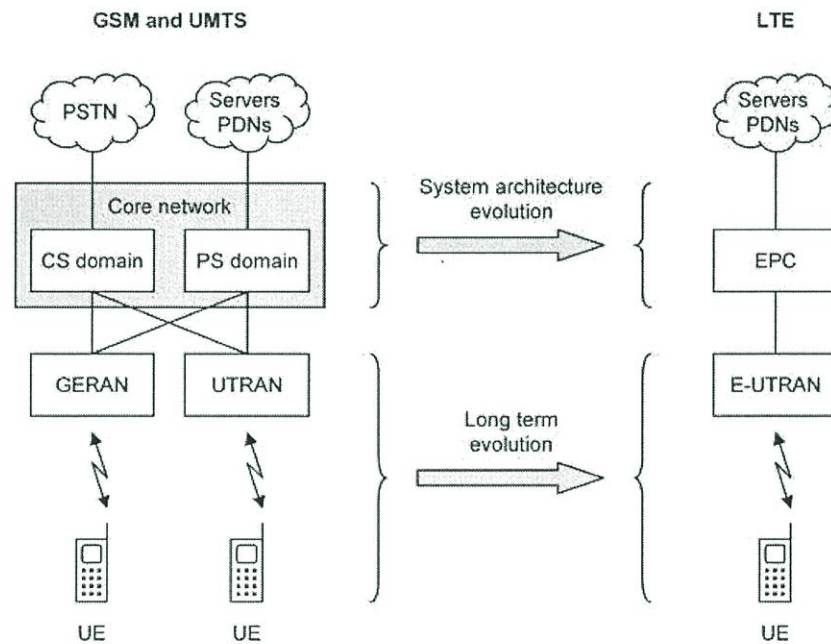 GSM and UMTS
LTE
PSTN
Servers
PDNs
Servers
PDNs
Core network
System architecture
evolution
CS domain
PS domain
EPC
GERAN
UTRAN
E-UTRAN
Long term
evolution
UE
UE
UE